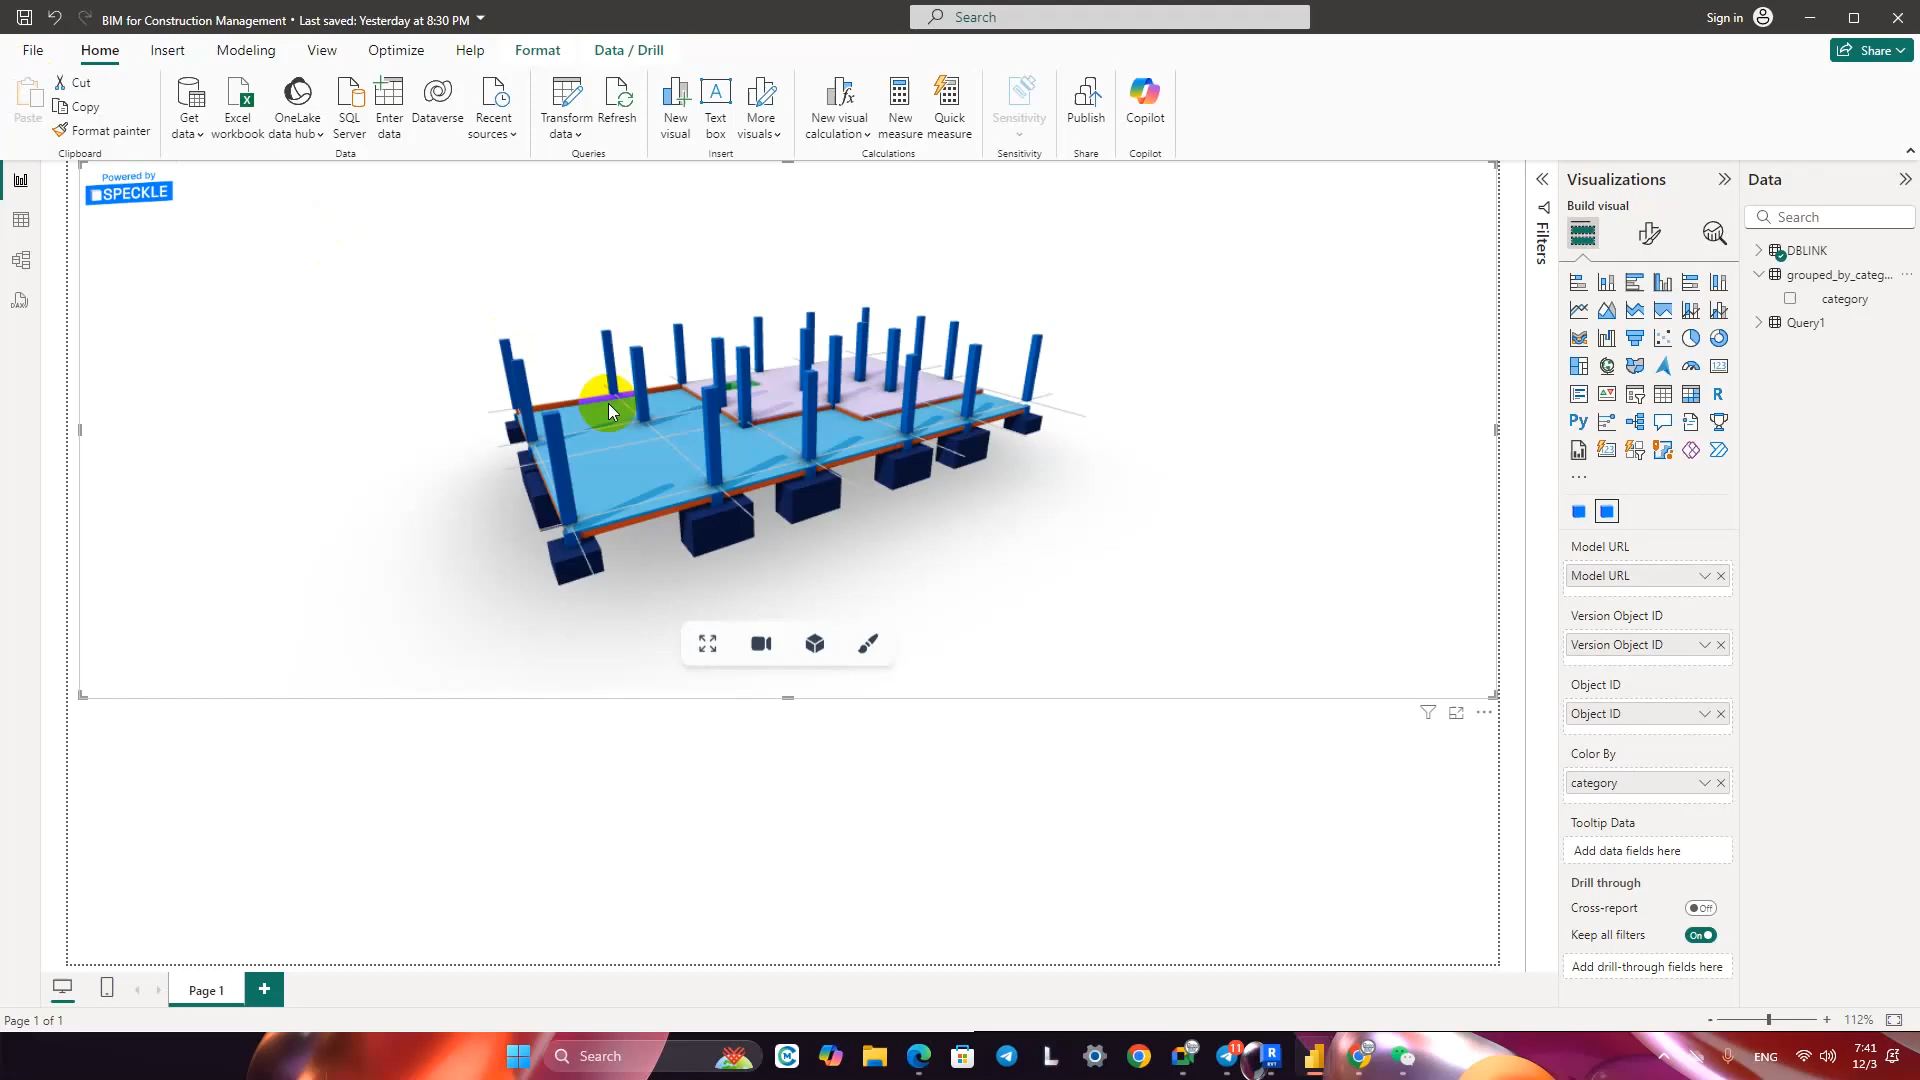 BIM for Construction Management • Last saved: Yesterday at 8:30 PM
Search
Sign in
File
Home
Insert
Modeling
View
Optimize
Help
Format
Data / Drill
Share
Paste
Cut
Copy
Format painter
Clipboard
Get data
Excel workbook
OneLake data hub
SQL Server
Enter data
Dataverse
Recent sources
Data
Transform data
Refresh
Queries
New visual
Text box
More visuals
Insert
New visual calculation
New measure
Quick measure
Calculations
Sensitivity
Sensitivity
Publish
Share
Copilot
Copilot
Powered by
SPECKLE
Filters
Visualizations
Build visual
Model URL
Model URL
Version Object ID
Version Object ID
Object ID
Object ID
Color By
category
Tooltip Data
Add data fields here
Drill through
Cross-report
Off
Keep all filters
On
Add drill-through fields here
Data
Search
DBLINK
grouped_by_categ...
category
Query1
Page 1
Page 1 of 1
112%
Search
11
ENG
7:41
12/3